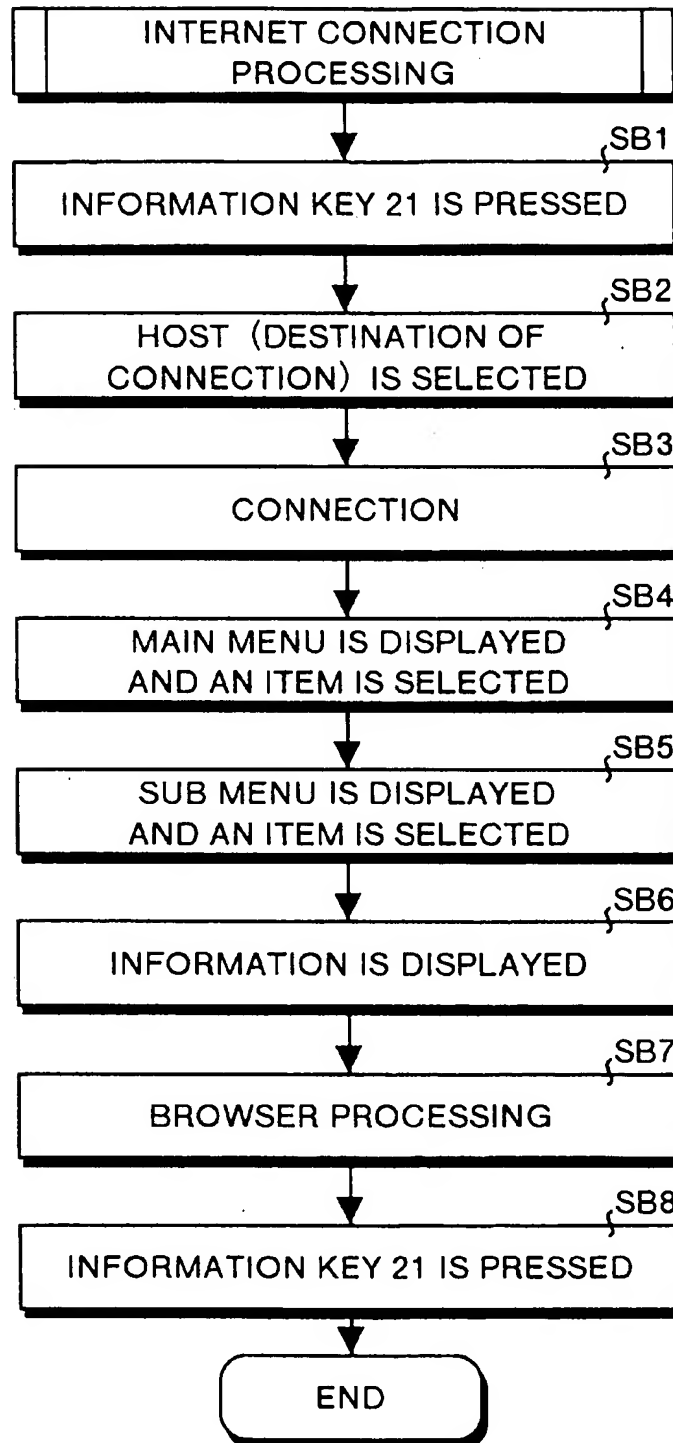 INTERNET CONNECTION
PROCESSING
SB1
INFORMATION KEY 21 IS PRESSED
SB2
HOST (DESTINATION OF
CONNECTION) IS SELECTED
SB3
CONNECTION
SB4
MAIN MENU IS DISPLAYED
AND AN ITEM IS SELECTED
SB5
SUB MENU IS DISPLAYED
AND AN ITEM IS SELECTED
SB6
INFORMATION IS DISPLAYED
SB7
BROWSER PROCESSING
SB8
INFORMATION KEY 21 IS PRESSED
END